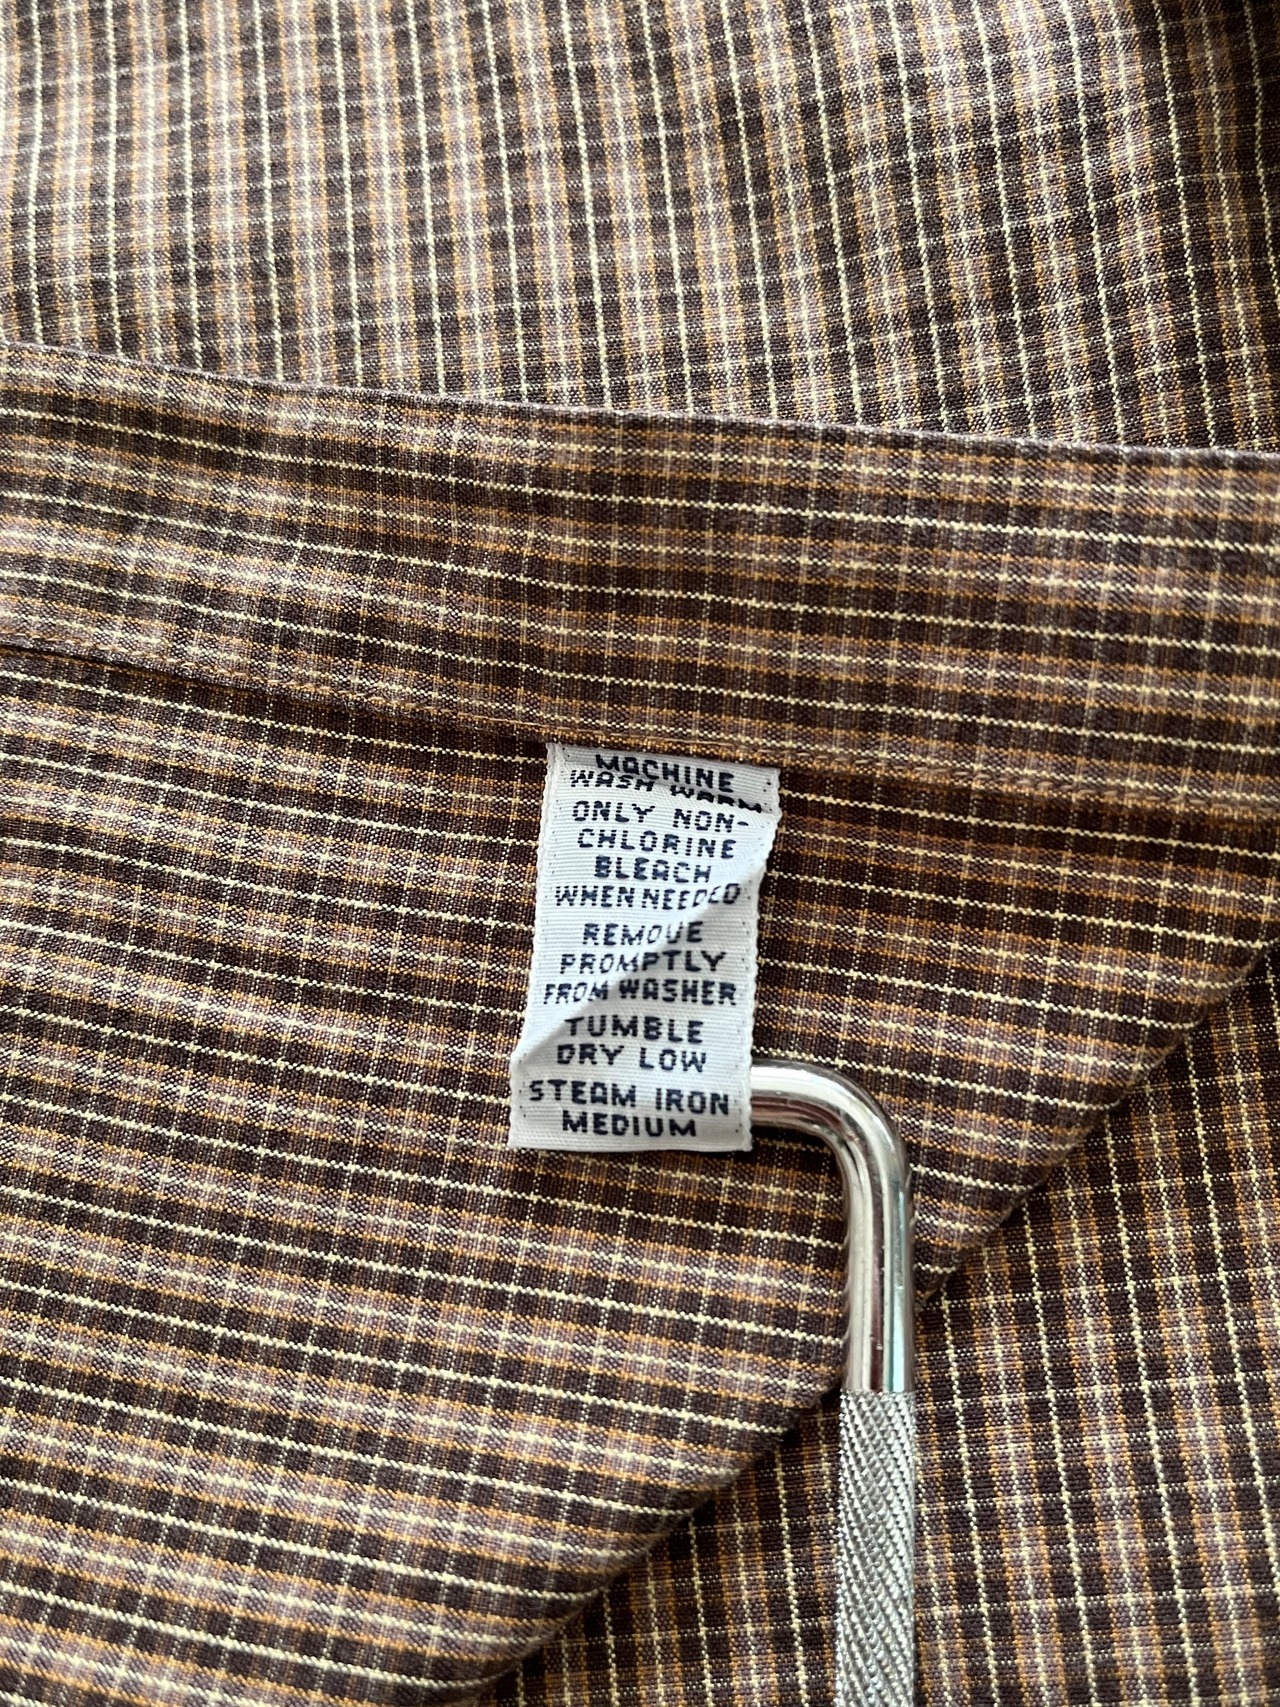 MACHINE
WASH WARM
ONLY NON-
CHLORINE
BLEACH
WHEN NEEDED
REMOVE
PROMPTLY
FROM WASHER
TUMBLE
DRY LOW
STEAM IRON
MEDIUM